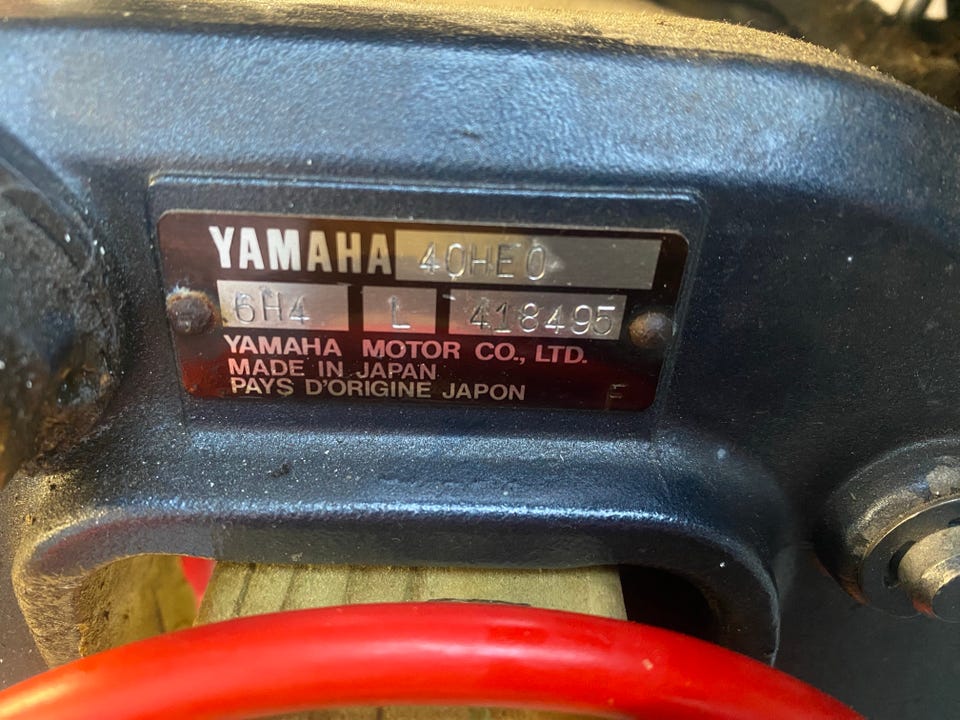 YAMAHA 40HEO
6H4 L 418495
YAMAHA MOTOR CO., LTD.
MADE IN JAPAN
PAYS D'ORIGINE JAPON F